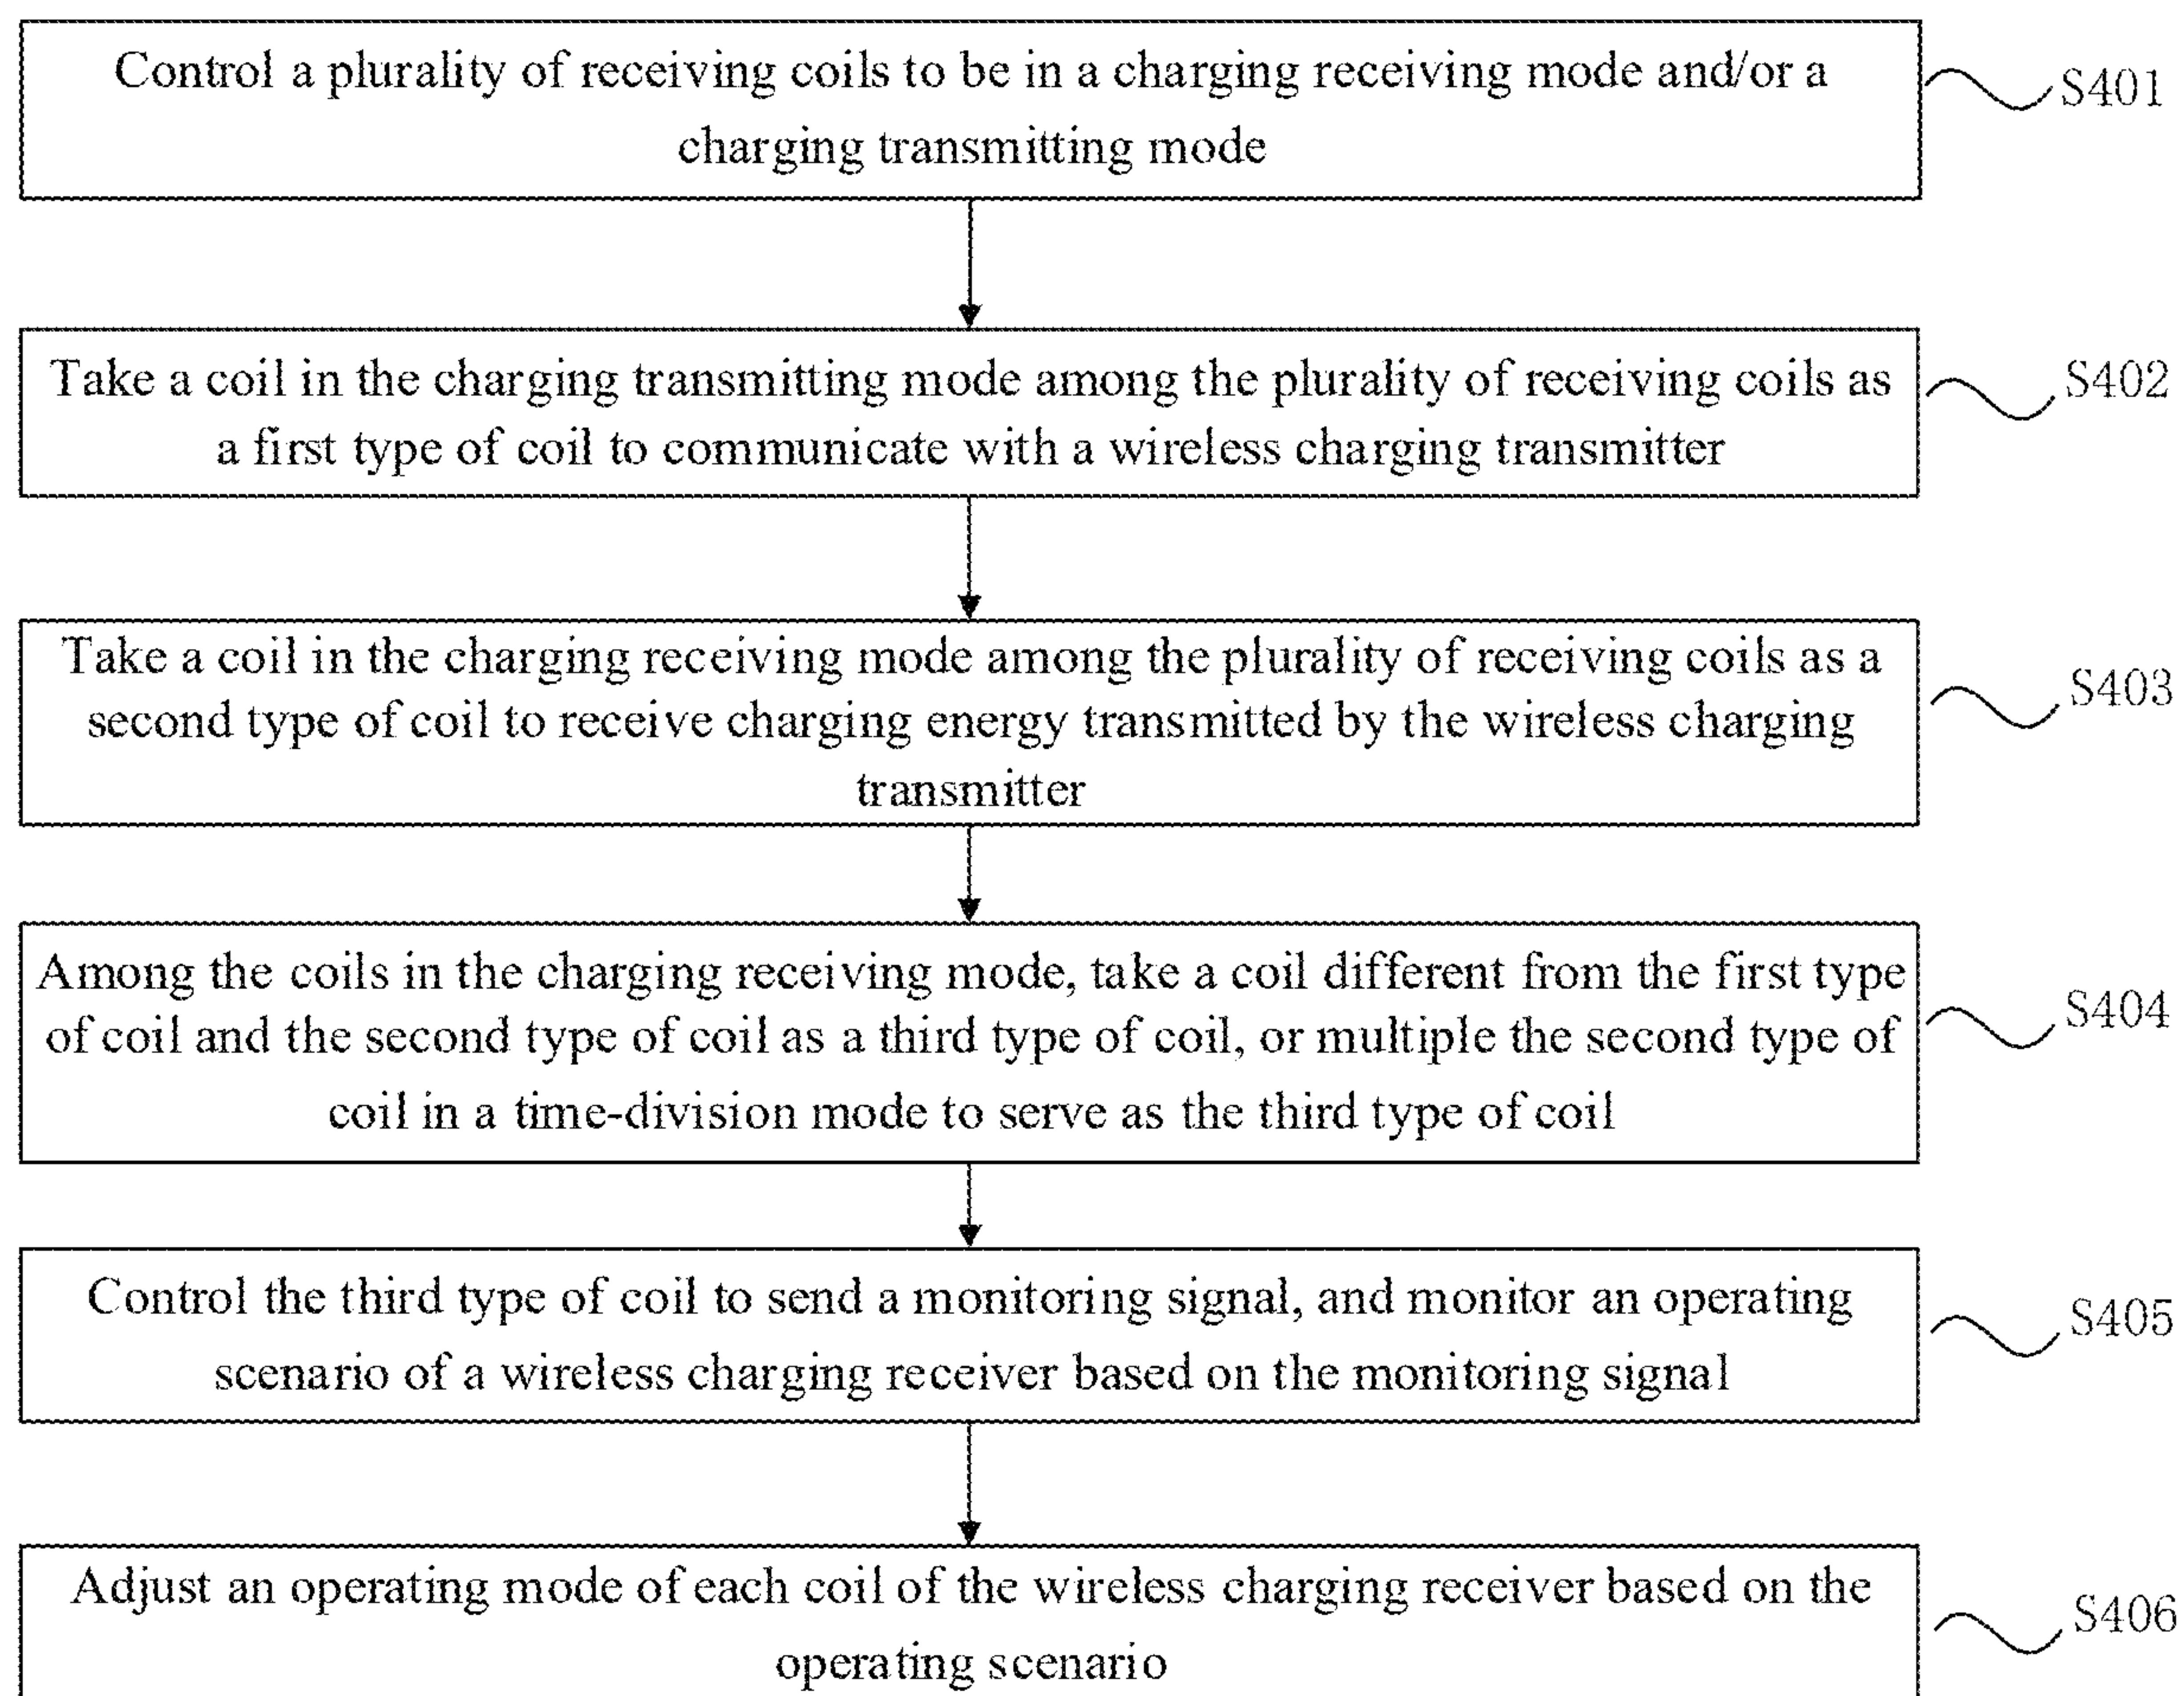 Control a plurality of receiving coils to be in a charging receiving mode and/or a
charging transmitting mode
S401
Take a coil in the charging transmitting mode among the plurality of receiving coils as
a first type of coil to communicate with a wireless charging transmitter
S402
Take a coil in the charging receiving mode among the plurality of receiving coils as a
second type of coil to receive charging energy transmitted by the wireless charging
transmitter
S403
Among the coils in the charging receiving mode, take a coil different from the first type
of coil and the second type of coil as a third type of coil, or multiple the second type of
coil in a time-division mode to serve as the third type of coil
S404
Control the third type of coil to send a monitoring signal, and monitor an operating
scenario of a wireless charging receiver based on the monitoring signal
S405
Adjust an operating mode of each coil of the wireless charging receiver based on the
operating scenario
S406